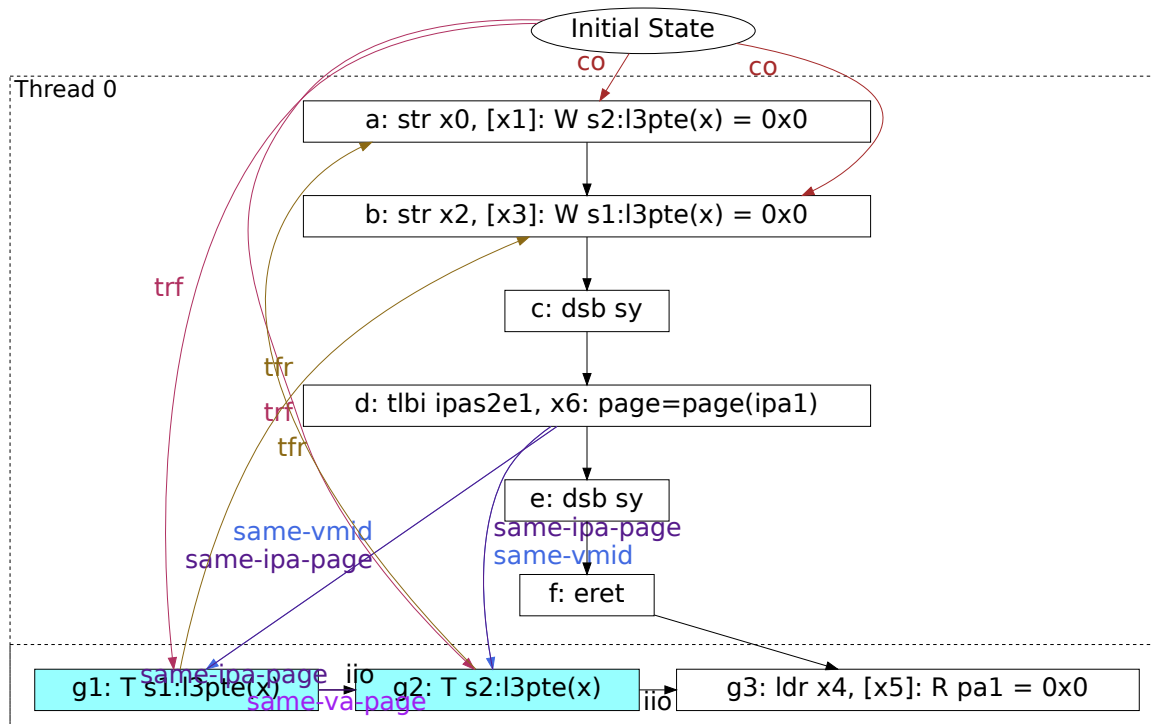 Initial State
co
co
Thread 0
a: str x0, [x1]: W s2:l3pte(x) = 0x0
b: str x2, [x3]: W s1:l3pte(x) = 0x0
trf
c: dsb sy
tfr
trf
d: tlbi ipas2e1, x6: page=page(ipa1)
tfr
e: dsb sy
same-vmid
same-ipa-page
same-ipa-page
same-vmid
f: eret
same-ipa-page
iio
g1: T s1:l3pte(x)
g2: T s2:l3pte(x)
g3: ldr x4, [x5]: R pa1 = 0x0
same-va-page
iio